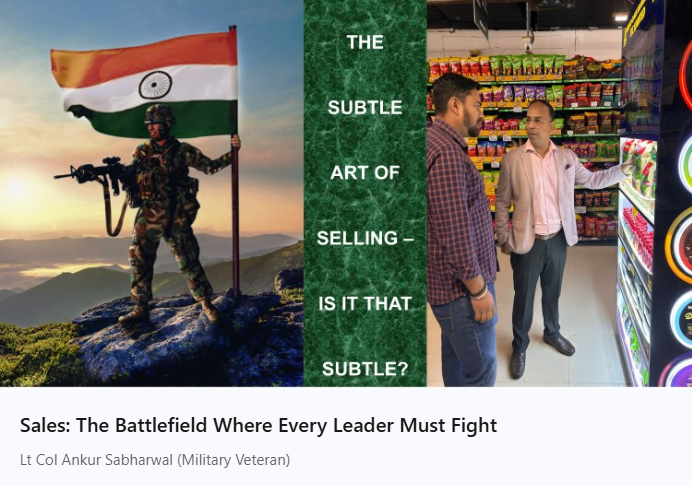 THE
SUBTLE
ART OF
SELLING –
IS IT THAT
SUBTLE?
Sales: The Battlefield Where Every Leader Must Fight
Lt Col Ankur Sabharwal (Military Veteran)